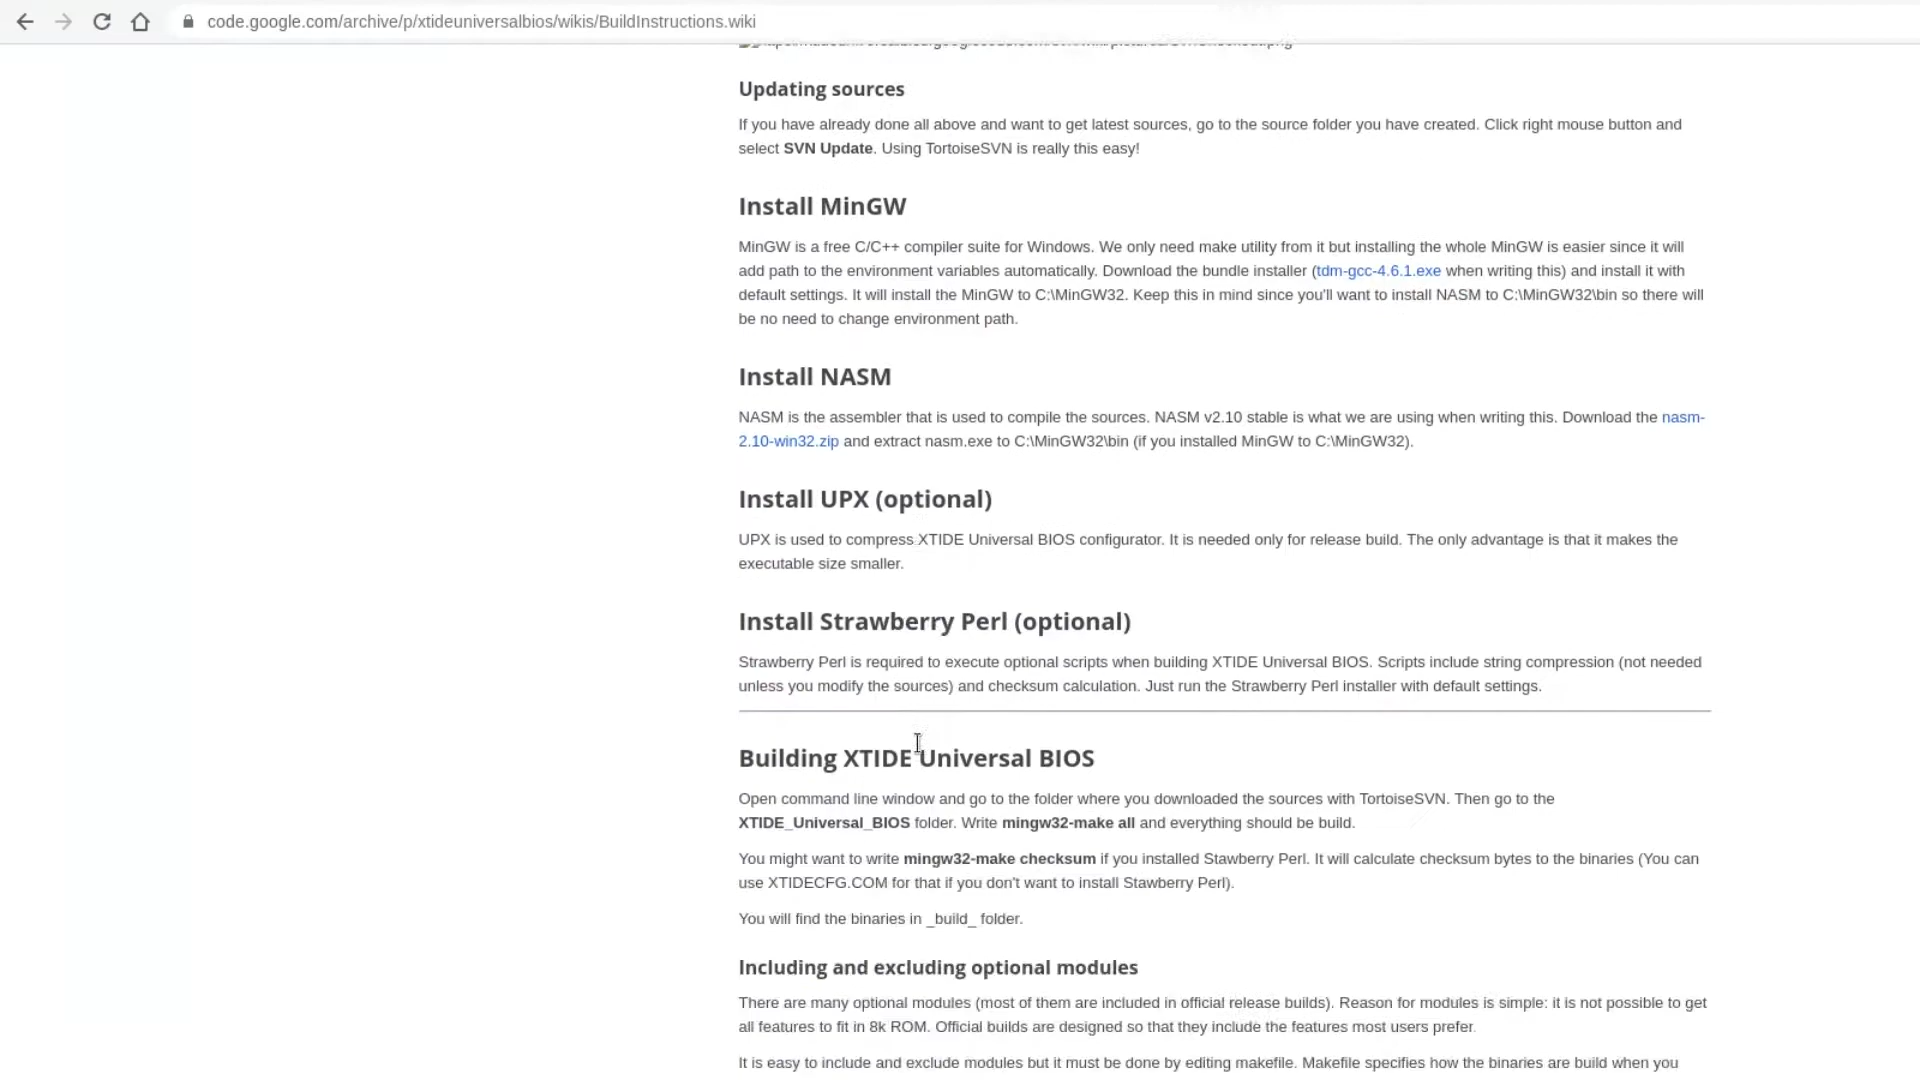 code.google.com/archive/p/xtideuniversalbios/wikis/BuildInstructions.wiki
Updating sources
If you have already done all above and want to get latest sources, go to the source folder you have created. Click right mouse button and
select SVN Update. Using TortoiseSVN is really this easy!
Install MinGW
MinGW is a free C/C++ compiler suite for Windows. We only need make utility from it but installing the whole MinGW is easier since it will
add path to the environment variables automatically. Download the bundle installer (tdm-gcc-4.6.1.exe when writing this) and install it with
default settings. It will install the MinGW to C:\MinGW32. Keep this in mind since you'll want to install NASM to C:\MinGW32\bin so there will
be no need to change environment path.
Install NASM
NASM is the assembler that is used to compile the sources. NASM v2.10 stable is what we are using when writing this. Download the nasm-
2.10-win32.zip and extract nasm.exe to C:\MinGW32\bin (if you installed MinGW to C:\MinGW32).
Install UPX (optional)
UPX is used to compress XTIDE Universal BIOS configurator. It is needed only for release build. The only advantage is that it makes the
executable size smaller.
Install Strawberry Perl (optional)
Strawberry Perl is required to execute optional scripts when building XTIDE Universal BIOS. Scripts include string compression (not needed
unless you modify the sources) and checksum calculation. Just run the Strawberry Perl installer with default settings.
Building XTIDE Universal BIOS
Open command line window and go to the folder where you downloaded the sources with TortoiseSVN. Then go to the
XTIDE_Universal_BIOS folder. Write mingw32-make all and everything should be build.
You might want to write mingw32-make checksum if you installed Stawberry Perl. It will calculate checksum bytes to the binaries (You can
use XTIDECFG.COM for that if you don't want to install Stawberry Perl).
You will find the binaries in _build_ folder.
Including and excluding optional modules
There are many optional modules (most of them are included in official release builds). Reason for modules is simple: it is not possible to get
all features to fit in 8k ROM. Official builds are designed so that they include the features most users prefer.
It is easy to include and exclude modules but it must be done by editing makefile. Makefile specifies how the binaries are build when you